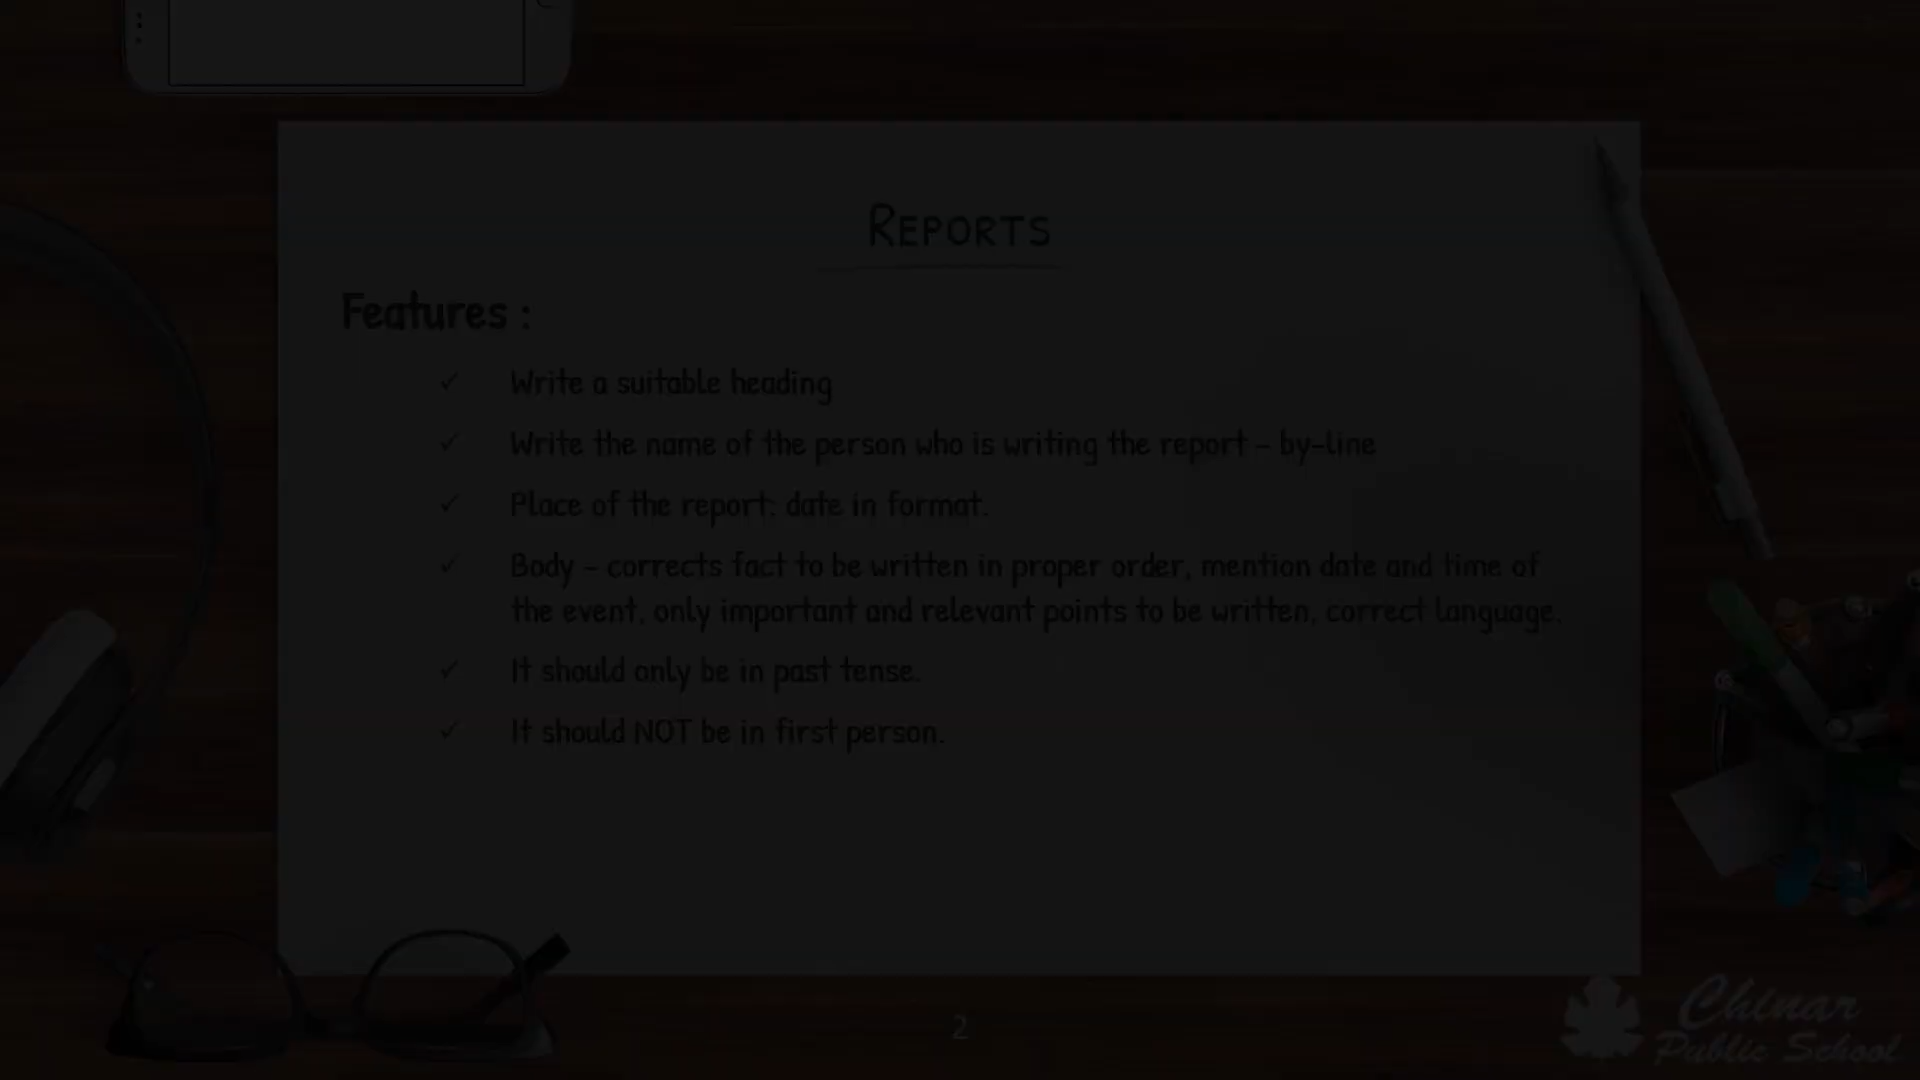 Reports
Features :
✓ Write a suitable heading
✓ Write the name of the person who is writing the report – by-line
✓ Place of the report: date in format.
✓ Body – corrects fact to be written in proper order, mention date and time of
the event, only important and relevant points to be written, correct language.
✓ It should only be in past tense.
✓ It should NOT be in first person.
2
Chinar
Public School